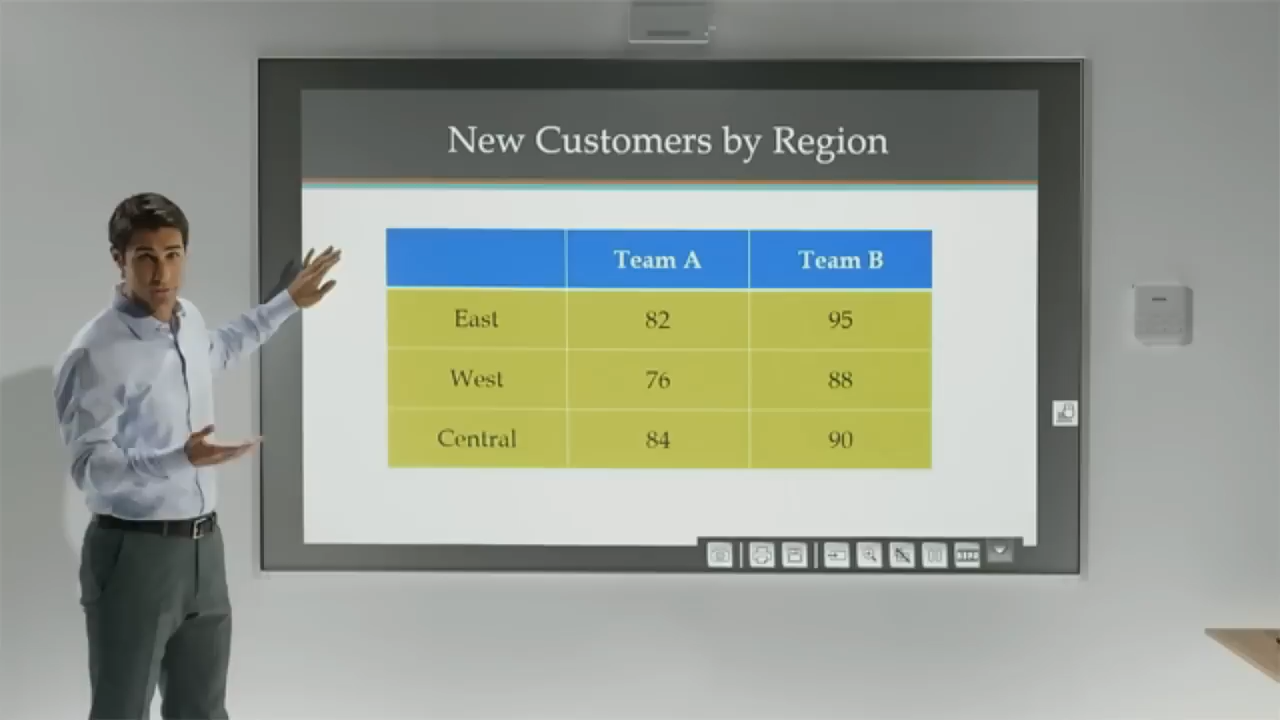 New Customers by Region
Team A Team B
East 82 95
West 76 88
Central 84 90